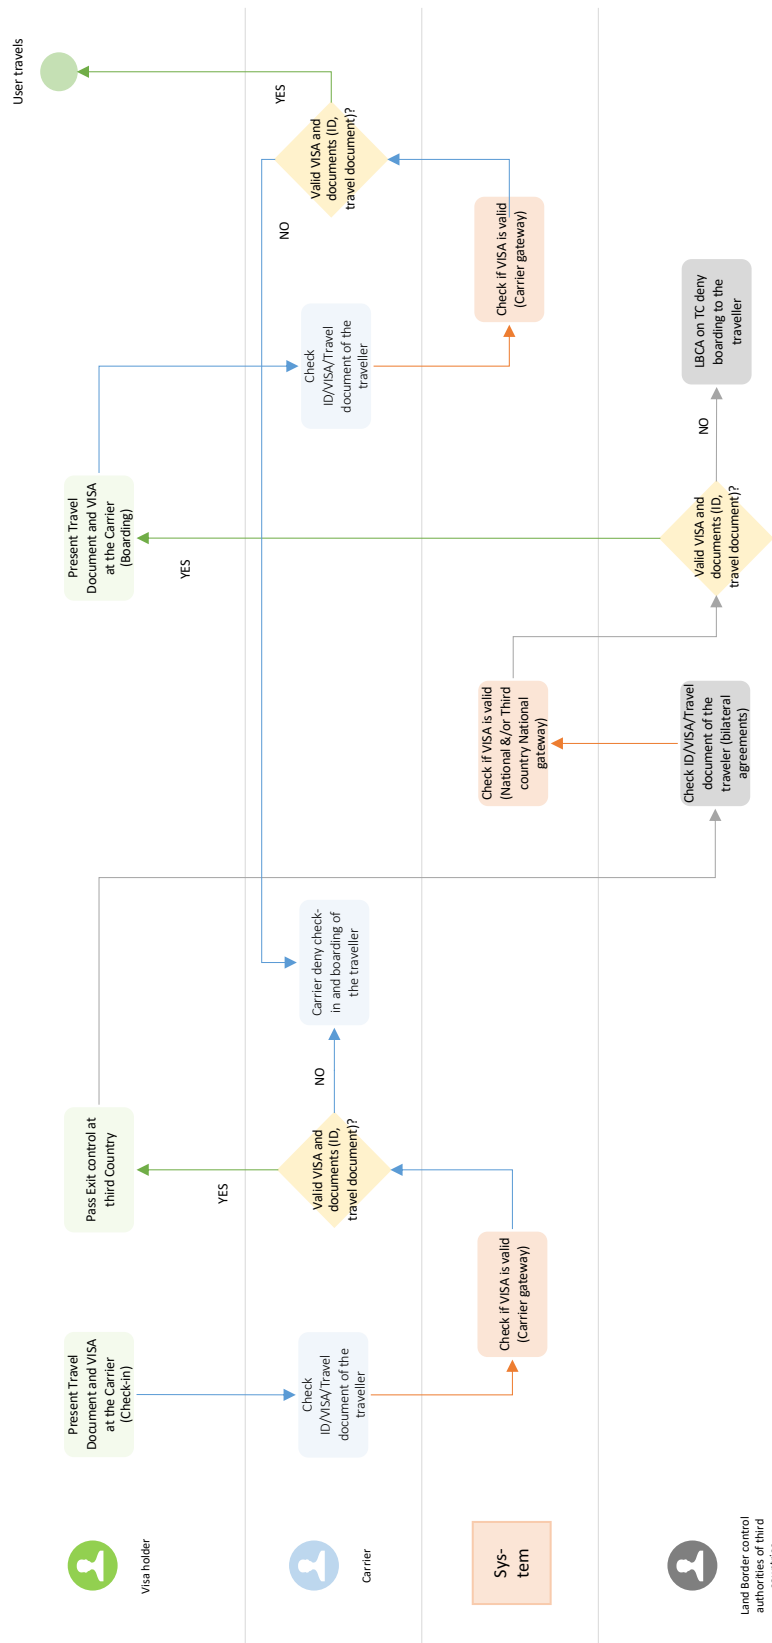 Visa holder
Present Travel
Document and VISA
at the Carrier
(Check-in)
Pass Exit control at
third Country
YES
Present Travel
Document and VISA
at the Carrier
(Boarding)
YES
User travels
Carrier
Check
ID/VISA/Travel
document of the
traveller
Valid VISA and
documents (ID,
travel document)?
NO
Carrier deny check-
in and boarding of
the traveller
Check
ID/VISA/Travel
document of the
traveller
NO
Valid VISA and
documents (ID,
travel document)?
YES
Sys-
tem
Check if VISA is valid
(Carrier gateway)
Check if VISA is valid
(National &/or Third
country National
gateway)
Check if VISA is valid
(Carrier gateway)
Land Border control
authorities of third
Check ID/VISA/Travel
document of the
traveler (bilateral
agreements)
Valid VISA and
documents (ID,
travel document)?
NO
LBCA on TC deny
boarding to the
traveller